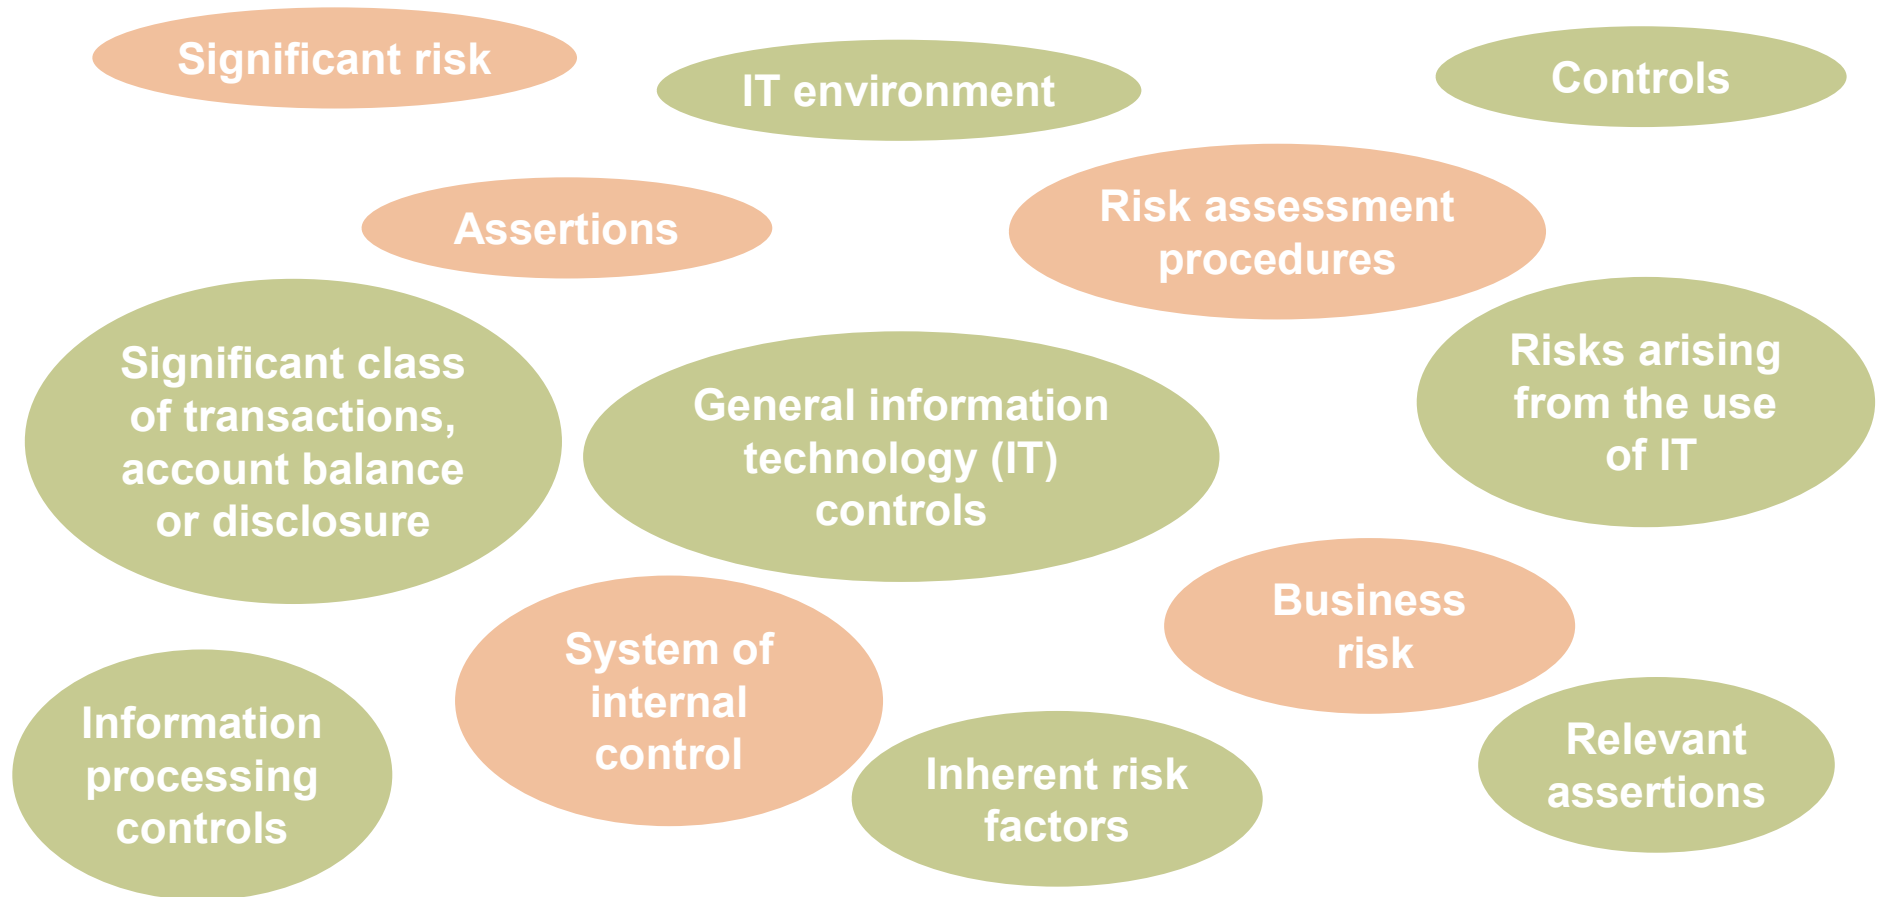 Significant risk
IT environment
Controls
Assertions
Risk assessment
procedures
Significant class
of transactions,
account balance
or disclosure
General information
technology (IT)
controls
Risks arising
from the use
of IT
Business
risk
System of
internal
control
Information
processing
controls
Inherent risk
factors
Relevant
assertions